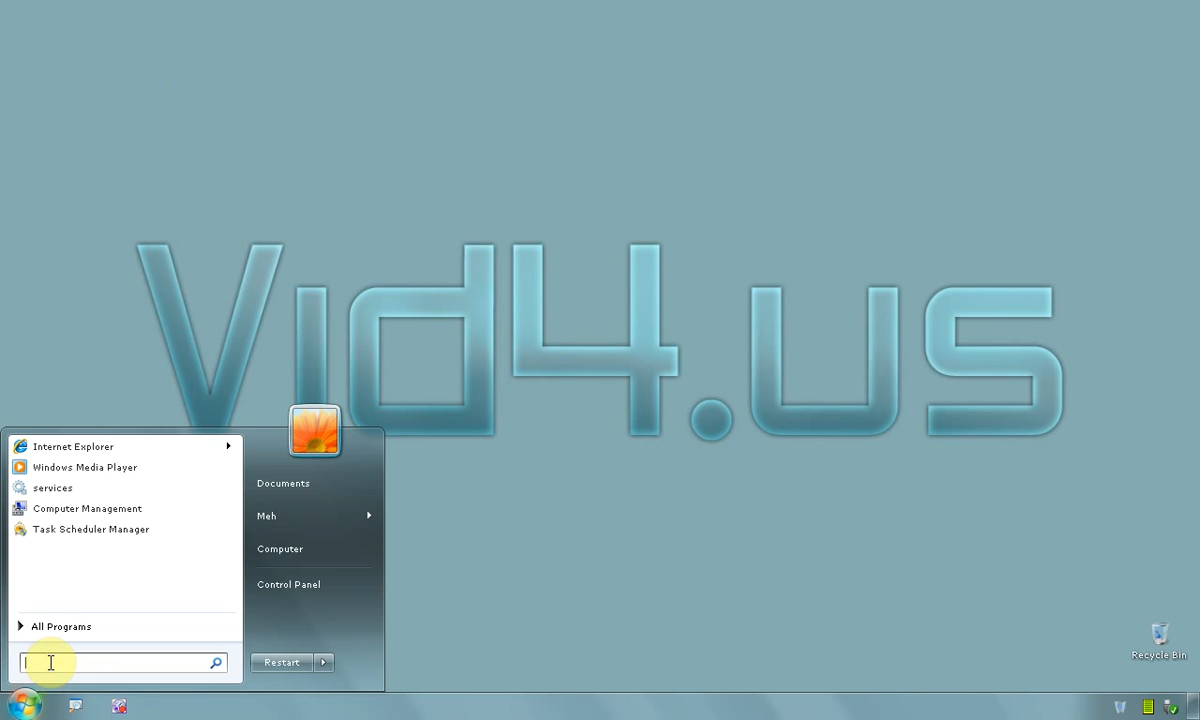 Vid4.us
Internet Explorer
Windows Media Player
services
Computer Management
Task Scheduler Manager
All Programs
Documents
Meh
Computer
Control Panel
Restart
Recycle Bin